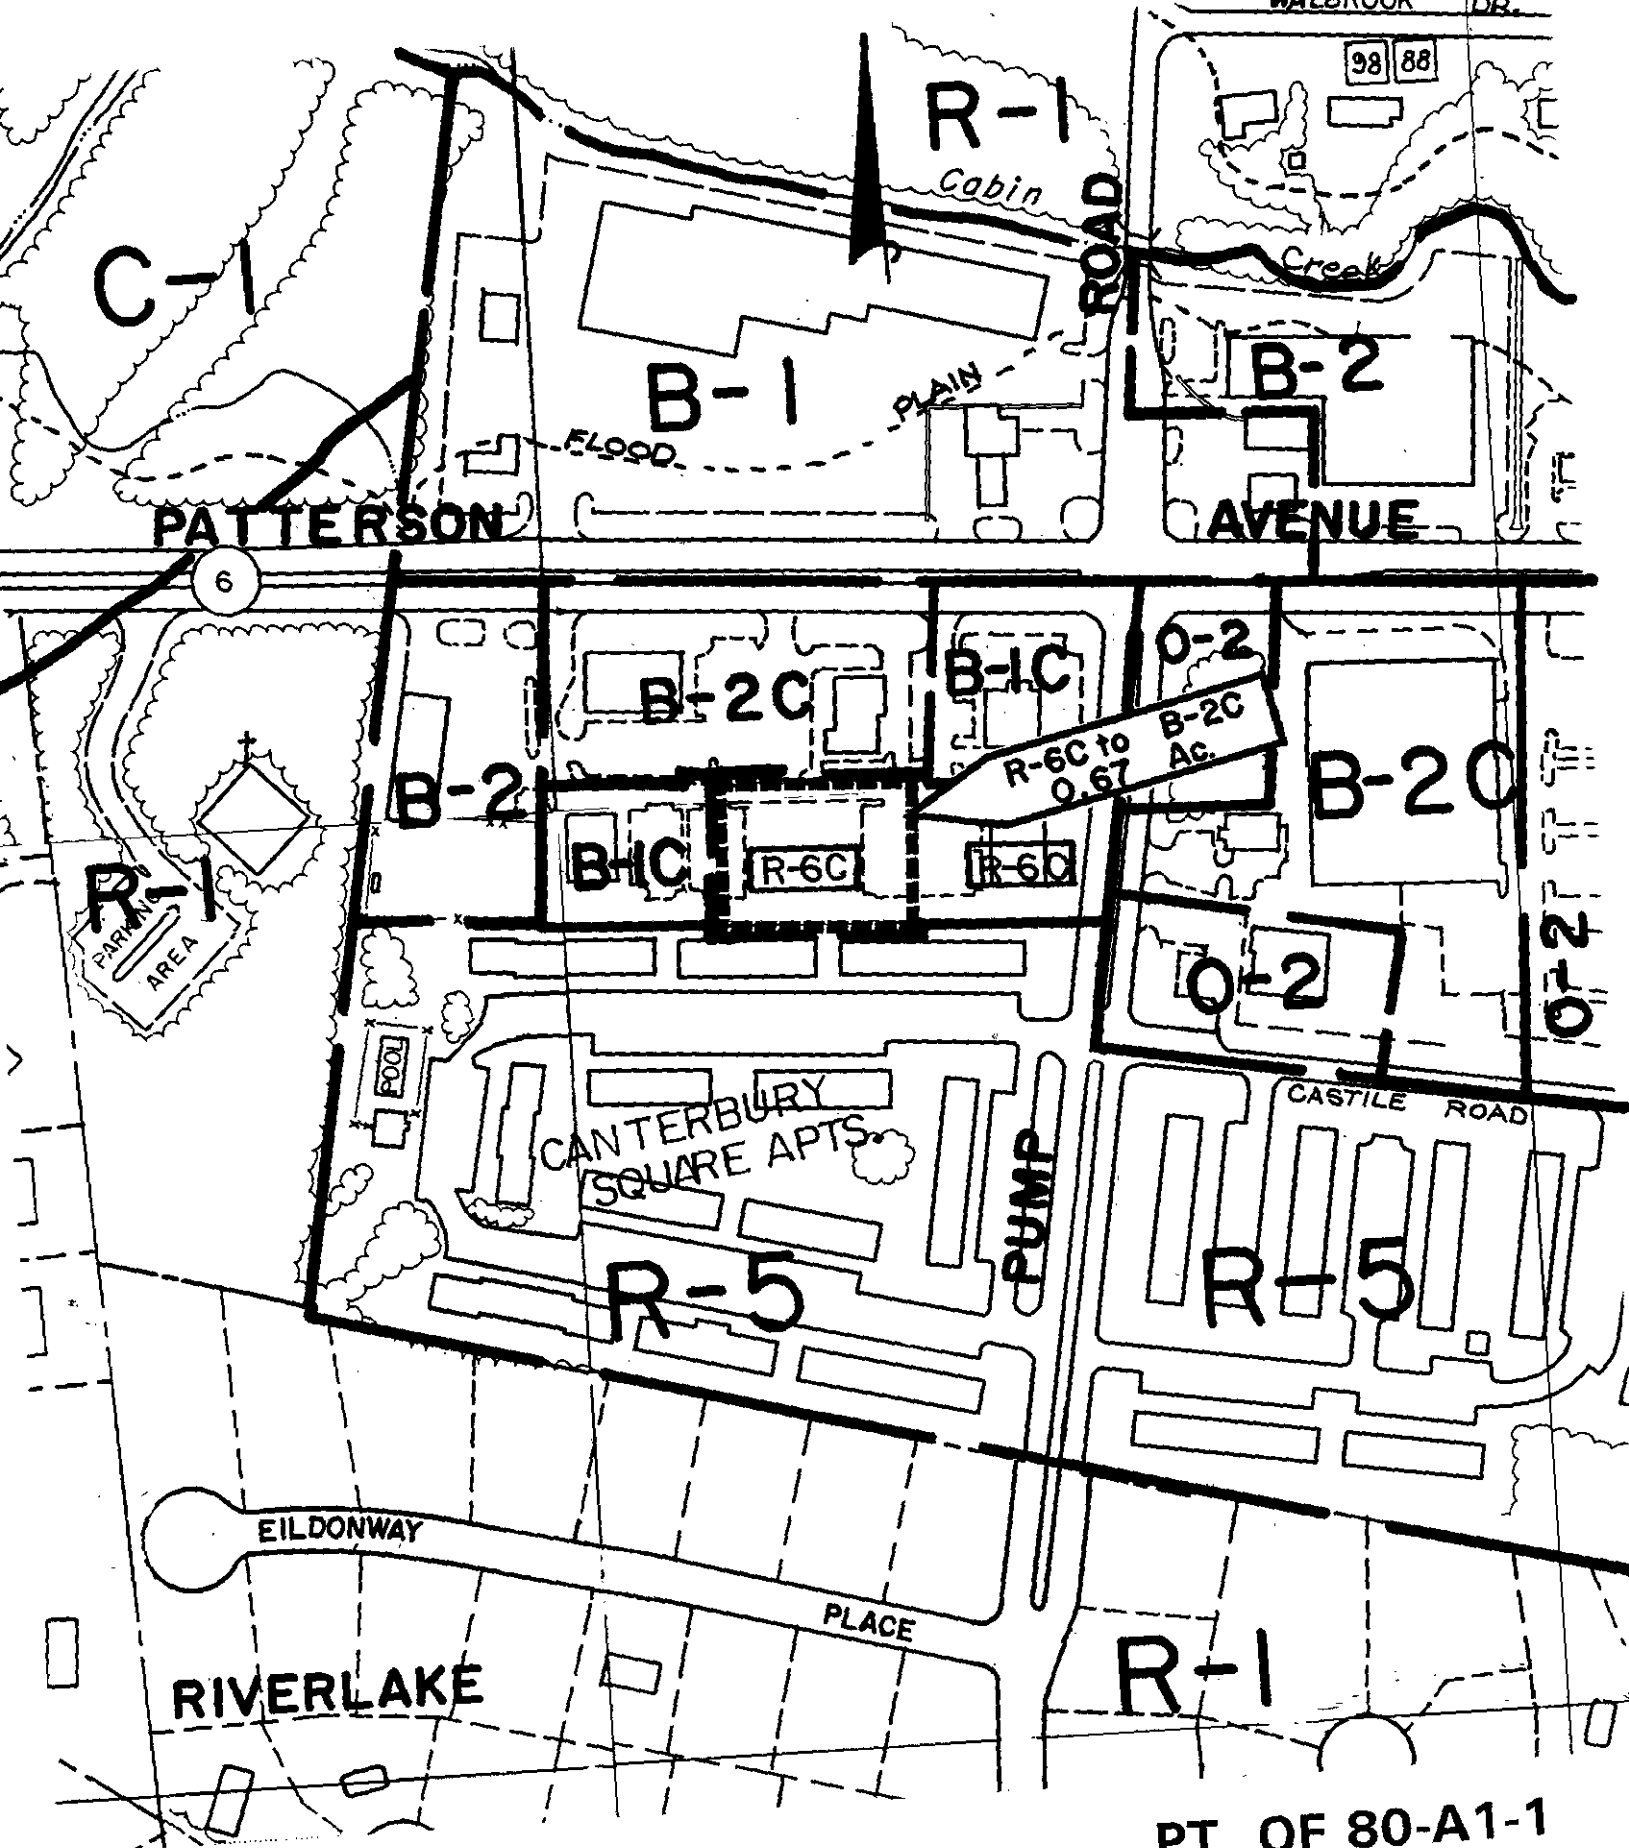 WALBROOK DR.
98 88
R-1
Cabin
ROAD
C-1
Creek
B-2
B-1
PLAIN
FLOOD
PATTERSON
AVENUE
6
O-2
B-2C
B-1C
R-6C to B-2C
0.67 Ac.
B-2
B-2C
B-1C
R-6C
R-6C
R-1
PARKING
AREA
O-2
O-2
POOL
CASTILE ROAD
CANTERBURY
SQUARE APTS.
PUMP
R-5
R-5
EILDONWAY
PLACE
R-1
RIVERLAKE
PT. OF 80-A1-1